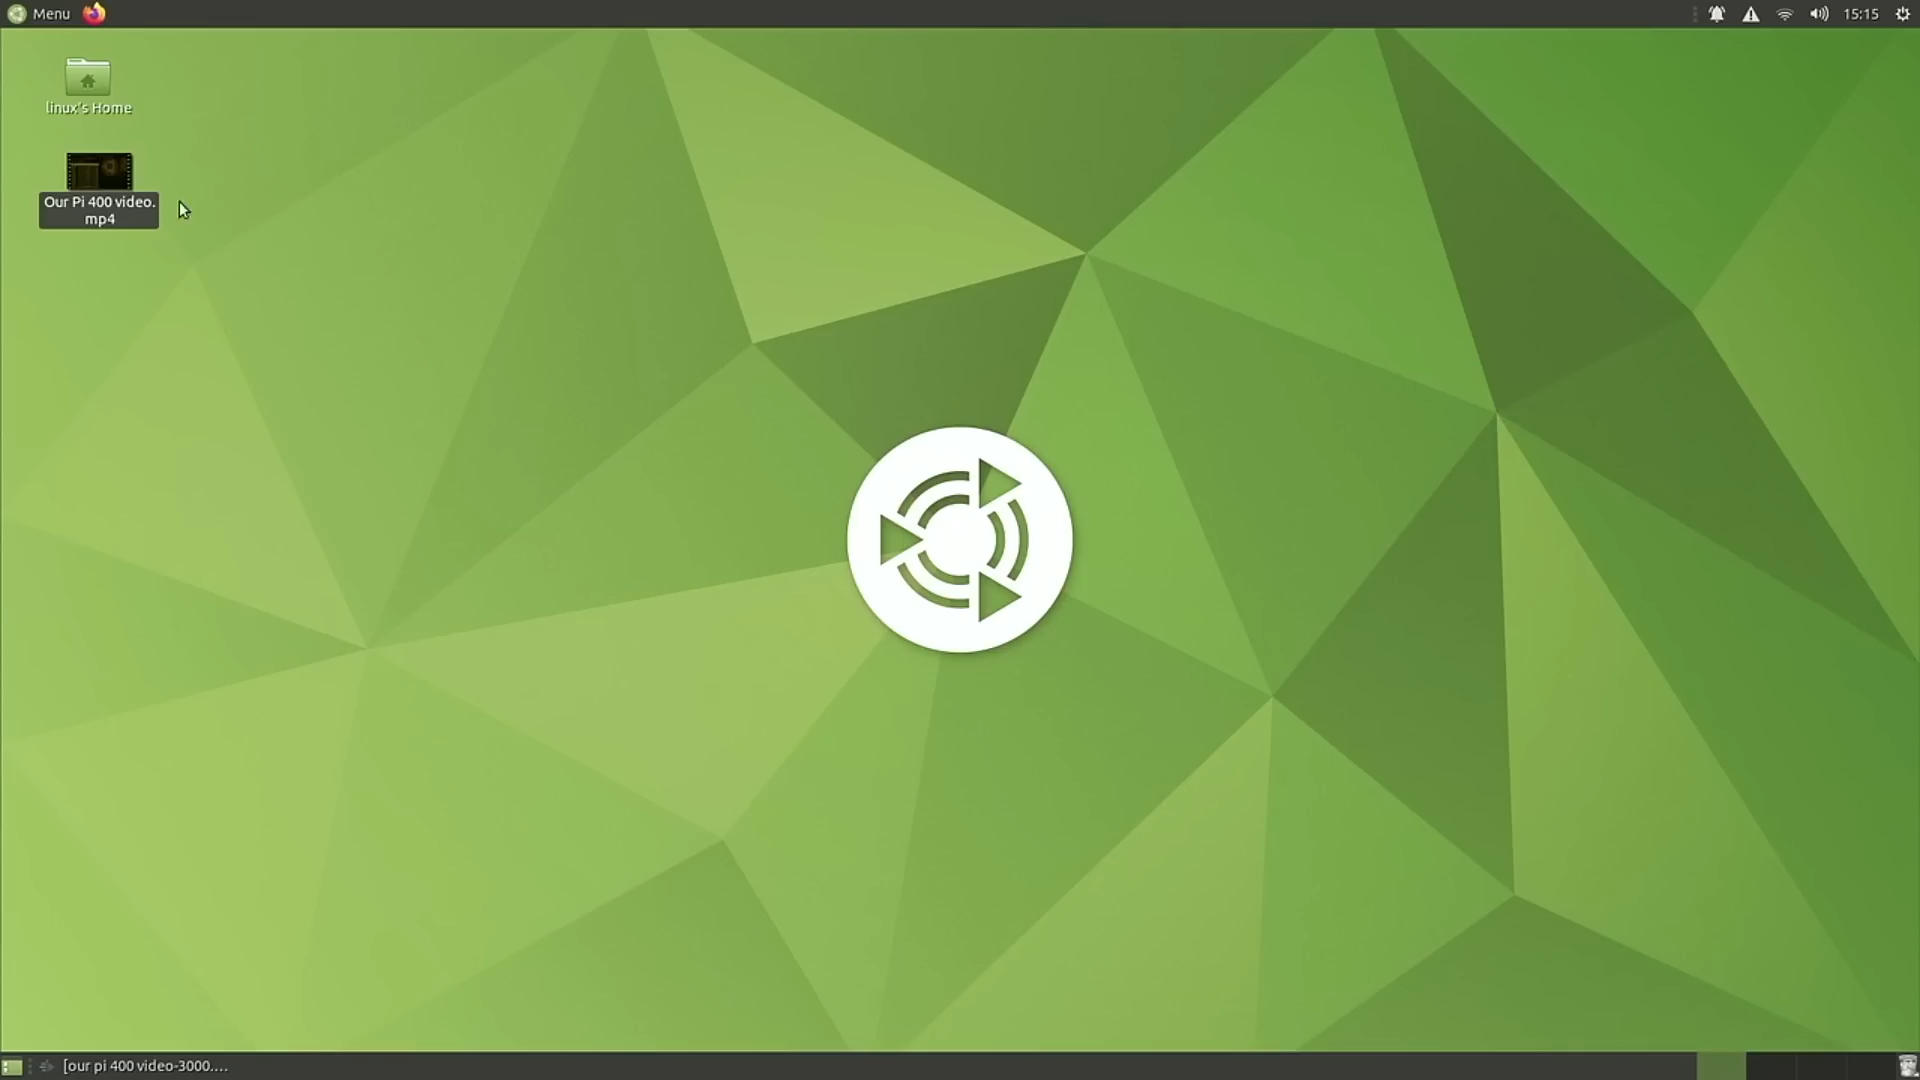 Menu
15:15
linux's Home
Our Pi 400 video.
mp4
[our pi 400 video-3000....